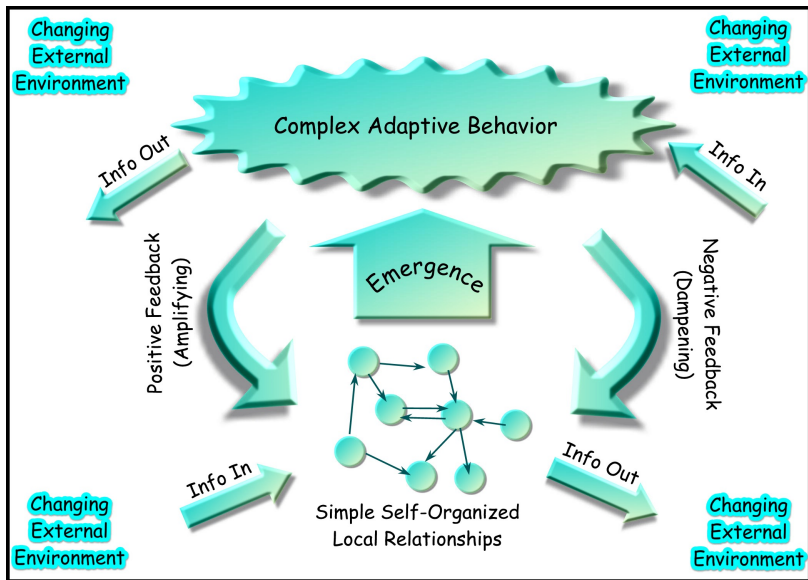 Changing
External
Environment
Changing
External
Environment
Complex Adaptive Behavior
Info Out
Info In
Positive Feedback
(Amplifying)
Emergence
Negative Feedback
(Dampening)
Info In
Info Out
Simple Self-Organized
Local Relationships
Changing
External
Environment
Changing
External
Environment